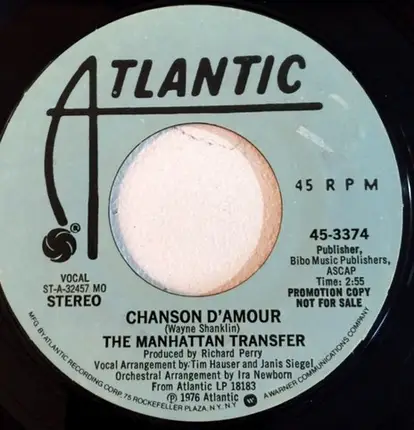 ATLANTIC
45 RPM
45-3374
Publisher,
Bibo Music Publishers,
ASCAP
Time: 2:55
PROMOTION COPY
NOT FOR SALE
®
VOCAL
ST-A-32457 MO
STEREO
CHANSON D'AMOUR
(Wayne Shanklin)
THE MANHATTAN TRANSFER
Produced by Richard Perry
Vocal Arrangement by: Tim Hauser and Janis Siegel
Orchestral Arrangement by Ira Newborn
From Atlantic LP 18183
℗ 1976 Atlantic
MFG. BY ATLANTIC RECORDING CORP. 75 ROCKEFELLER PLAZA, N.Y. N.Y. W A WARNER COMMUNICATIONS COMPANY